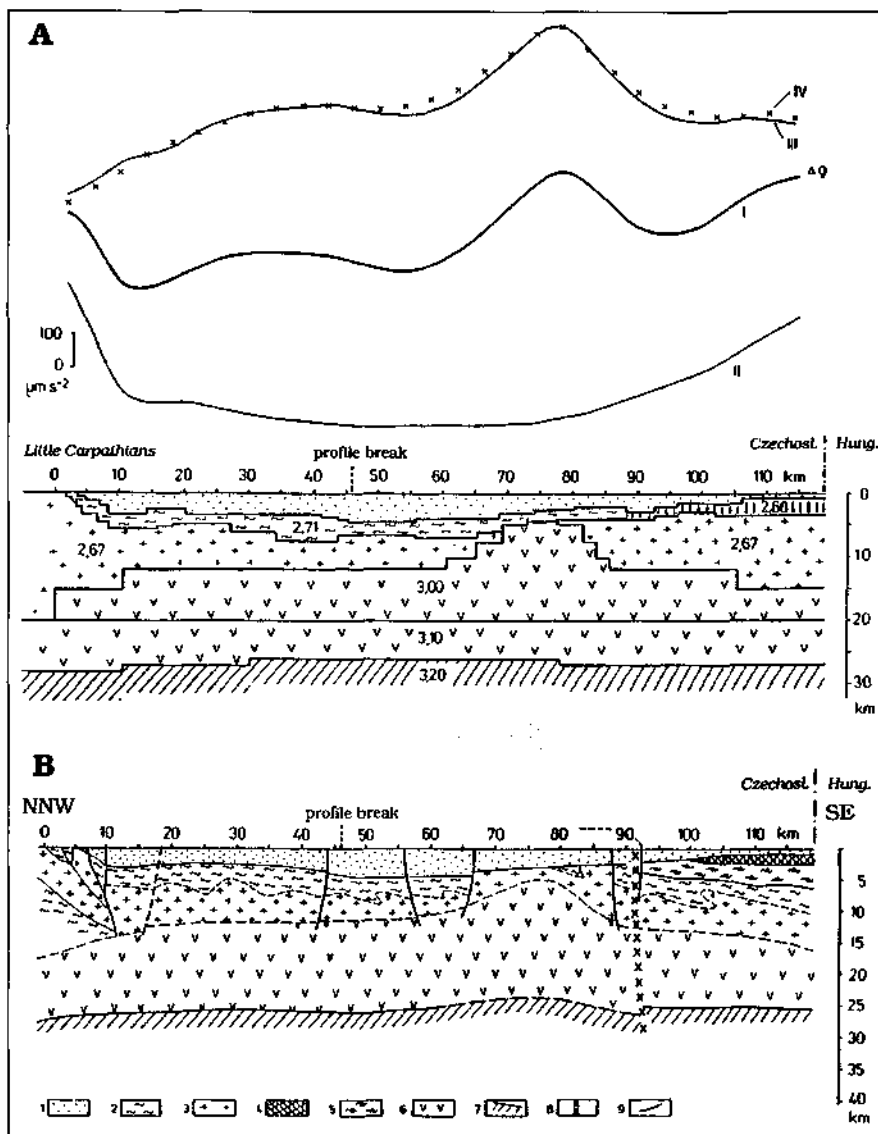 A
IV
III
Δg
I
100
0
μm s⁻²
II
Little Carpathians
profile break
Czechosl.
Hung.
0 10 20 30 40 50 60 70 80 90 100 110 km
0
2,71
2,60
2,67
2,67
10
3,00
20
3,10
3,20
30
km
B
Czechosl.
Hung.
NNW
profile break
SE
0 10 20 30 40 50 60 70 80 90 100 110 km
5
10
15
20
25
30
35
40
km
1 2 3 4 5 6 7 8 9